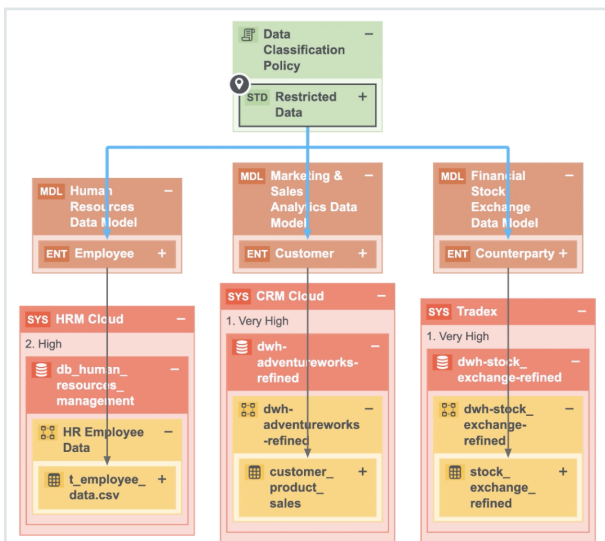 Data
Classification
Policy
STD Restricted
Data
MDL Human
Resources
Data Model
ENT Employee
MDL Marketing &
Sales
Analytics Data
Model
ENT Customer
MDL Financial
Stock
Exchange
Data Model
ENT Counterparty
SYS HRM Cloud
2. High
db_human_
resources_
management
HR Employee
Data
t_employee_
data.csv
SYS CRM Cloud
1. Very High
dwh-
adventureworks-
refined
dwh-
adventureworks
-refined
customer_
product_
sales
SYS Tradex
1. Very High
dwh-stock_
exchange-refined
dwh-stock_
exchange-
refined
stock_
exchange_
refined